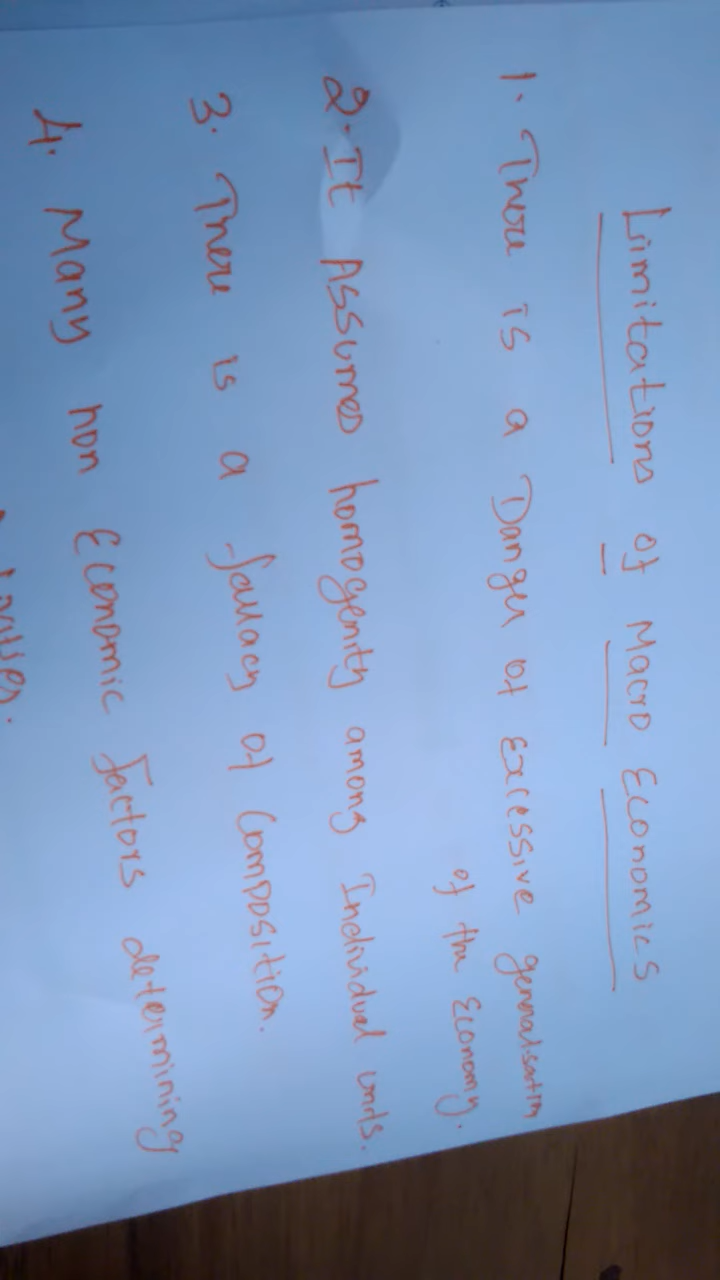 Limitations of Macro Economics
1. There is a Danger of Excessive generalisation
of the Economy.
2. It Assumes homogenity among Individual units.
3. There is a fallacy of Composition.
4. Many non Economic factors determining